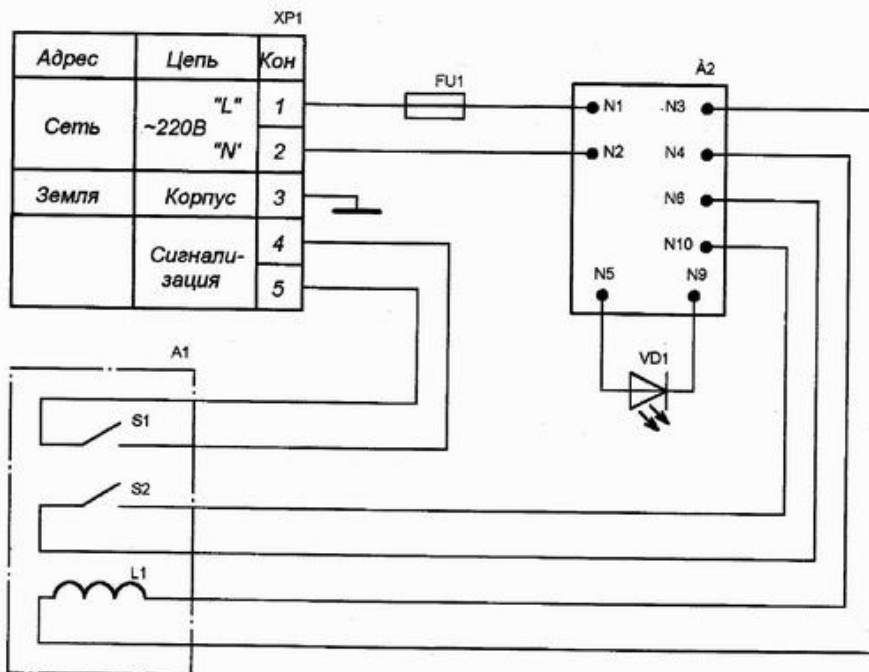 XP1
Адрес Цепь Кон
Сеть ~220В "L" 1
"N' 2
Земля Корпус 3
Сигнали-
зация
4
5
FU1
À2
N1 N3
N2 N4
N6
N10
N5 N9
VD1
A1
S1
S2
L1